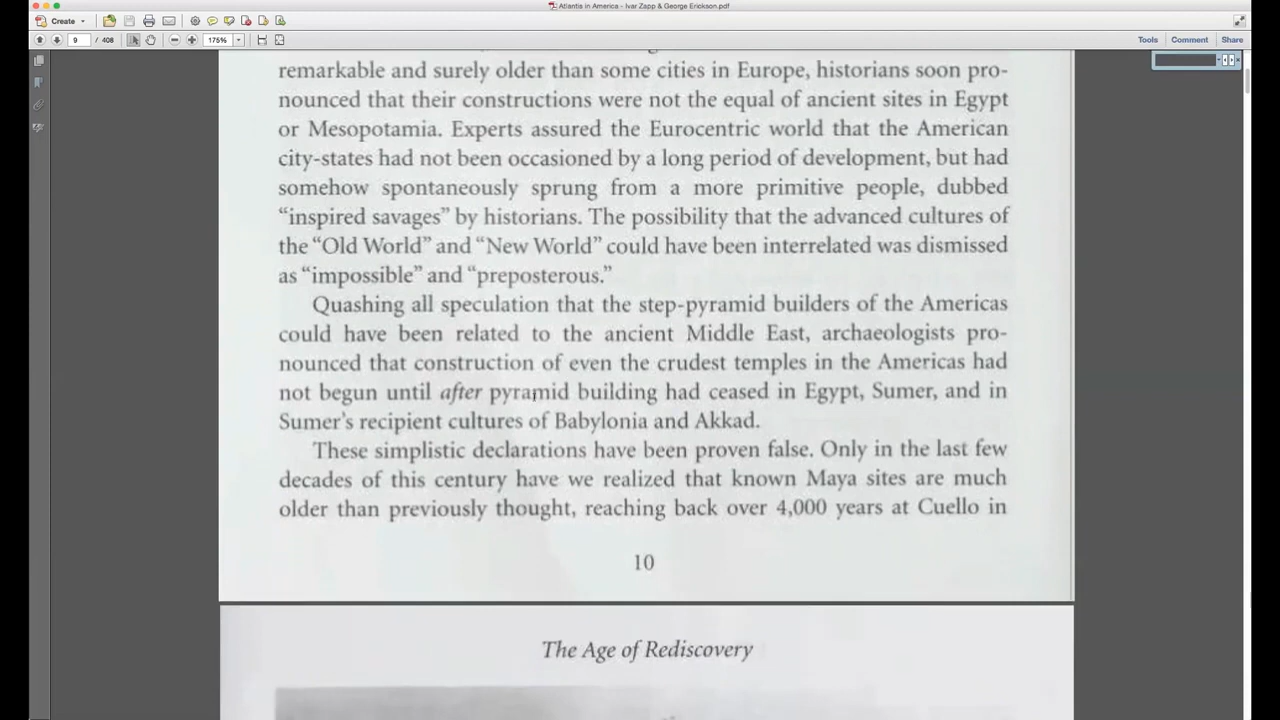 Atlantis in America - Ivar Zapp & George Erickson.pdf
Create
9 / 408
175%
Tools Comment Share
remarkable and surely older than some cities in Europe, historians soon pro-
nounced that their constructions were not the equal of ancient sites in Egypt
or Mesopotamia. Experts assured the Eurocentric world that the American
city-states had not been occasioned by a long period of development, but had
somehow spontaneously sprung from a more primitive people, dubbed
“inspired savages” by historians. The possibility that the advanced cultures of
the “Old World” and “New World” could have been interrelated was dismissed
as “impossible” and “preposterous.”
Quashing all speculation that the step-pyramid builders of the Americas
could have been related to the ancient Middle East, archaeologists pro-
nounced that construction of even the crudest temples in the Americas had
not begun until after pyramid building had ceased in Egypt, Sumer, and in
Sumer’s recipient cultures of Babylonia and Akkad.
These simplistic declarations have been proven false. Only in the last few
decades of this century have we realized that known Maya sites are much
older than previously thought, reaching back over 4,000 years at Cuello in
10
The Age of Rediscovery